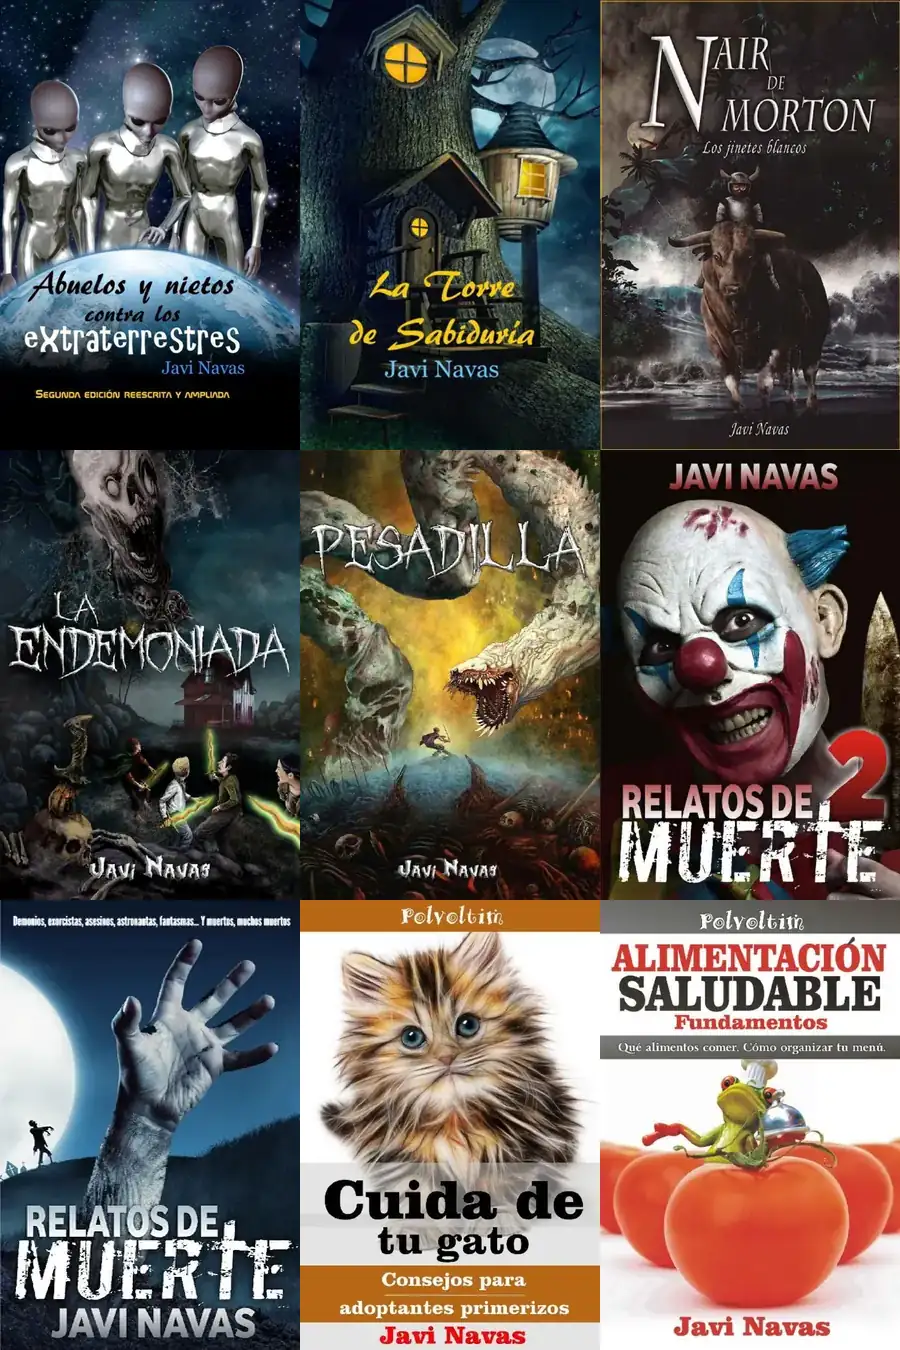 Abuelos y nietos
contra los
extraterrestres
Javi Navas
Segunda edición reescrita y ampliada
La Torre
de Sabiduría
Javi Navas
Nair
de
Morton
Los jinetes blancos
Javi Navas
La
Endemoniada
Javi Navas
Pesadilla
Javi Navas
JAVI NAVAS
2
RELATOS DE
MUERTE
Demonios, exorcistas, asesinos, astronautas, fantasmas... Y muertos, muchos muertos
RELATOS DE
MUERTE
JAVI NAVAS
Polvoltim
Cuida de
tu gato
Consejos para
adoptantes primerizos
Javi Navas
Polvoltim
ALIMENTACIÓN
SALUDABLE
Fundamentos
Qué alimentos comer. Cómo organizar tu menú.
Javi Navas